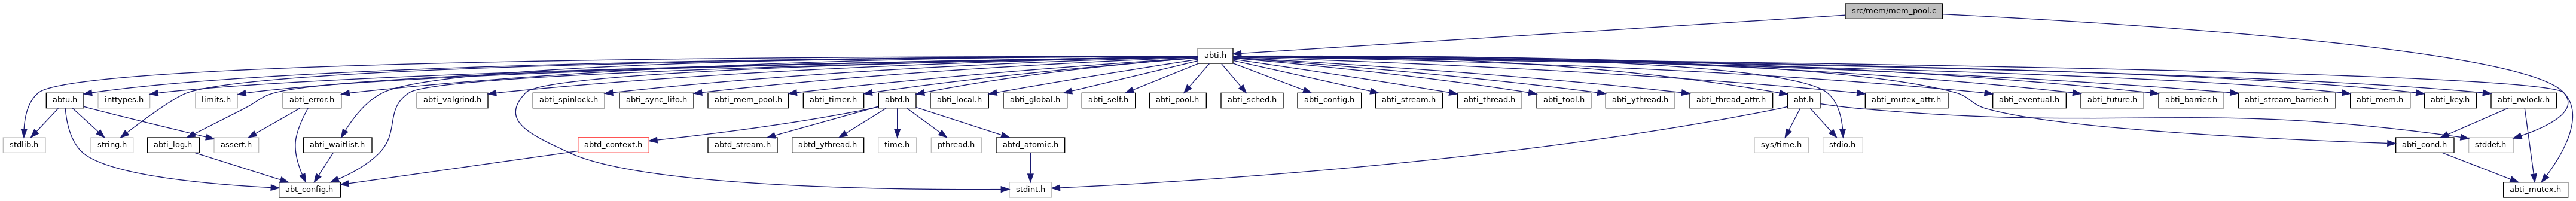 src/mem/mem_pool.c
abti.h
abtu.h
inttypes.h
limits.h
abti_error.h
abti_valgrind.h
abti_spinlock.h
abti_sync_lifo.h
abti_mem_pool.h
abti_timer.h
abtd.h
abti_local.h
abti_global.h
abti_self.h
abti_pool.h
abti_sched.h
abti_config.h
abti_stream.h
abti_thread.h
abti_tool.h
abti_ythread.h
abti_thread_attr.h
abt.h
abti_mutex_attr.h
abti_eventual.h
abti_future.h
abti_barrier.h
abti_stream_barrier.h
abti_mem.h
abti_key.h
abti_rwlock.h
stdlib.h
string.h
abti_log.h
assert.h
abti_waitlist.h
abtd_context.h
abtd_stream.h
abtd_ythread.h
time.h
pthread.h
abtd_atomic.h
sys/time.h
stdio.h
abti_cond.h
stddef.h
abt_config.h
stdint.h
abti_mutex.h